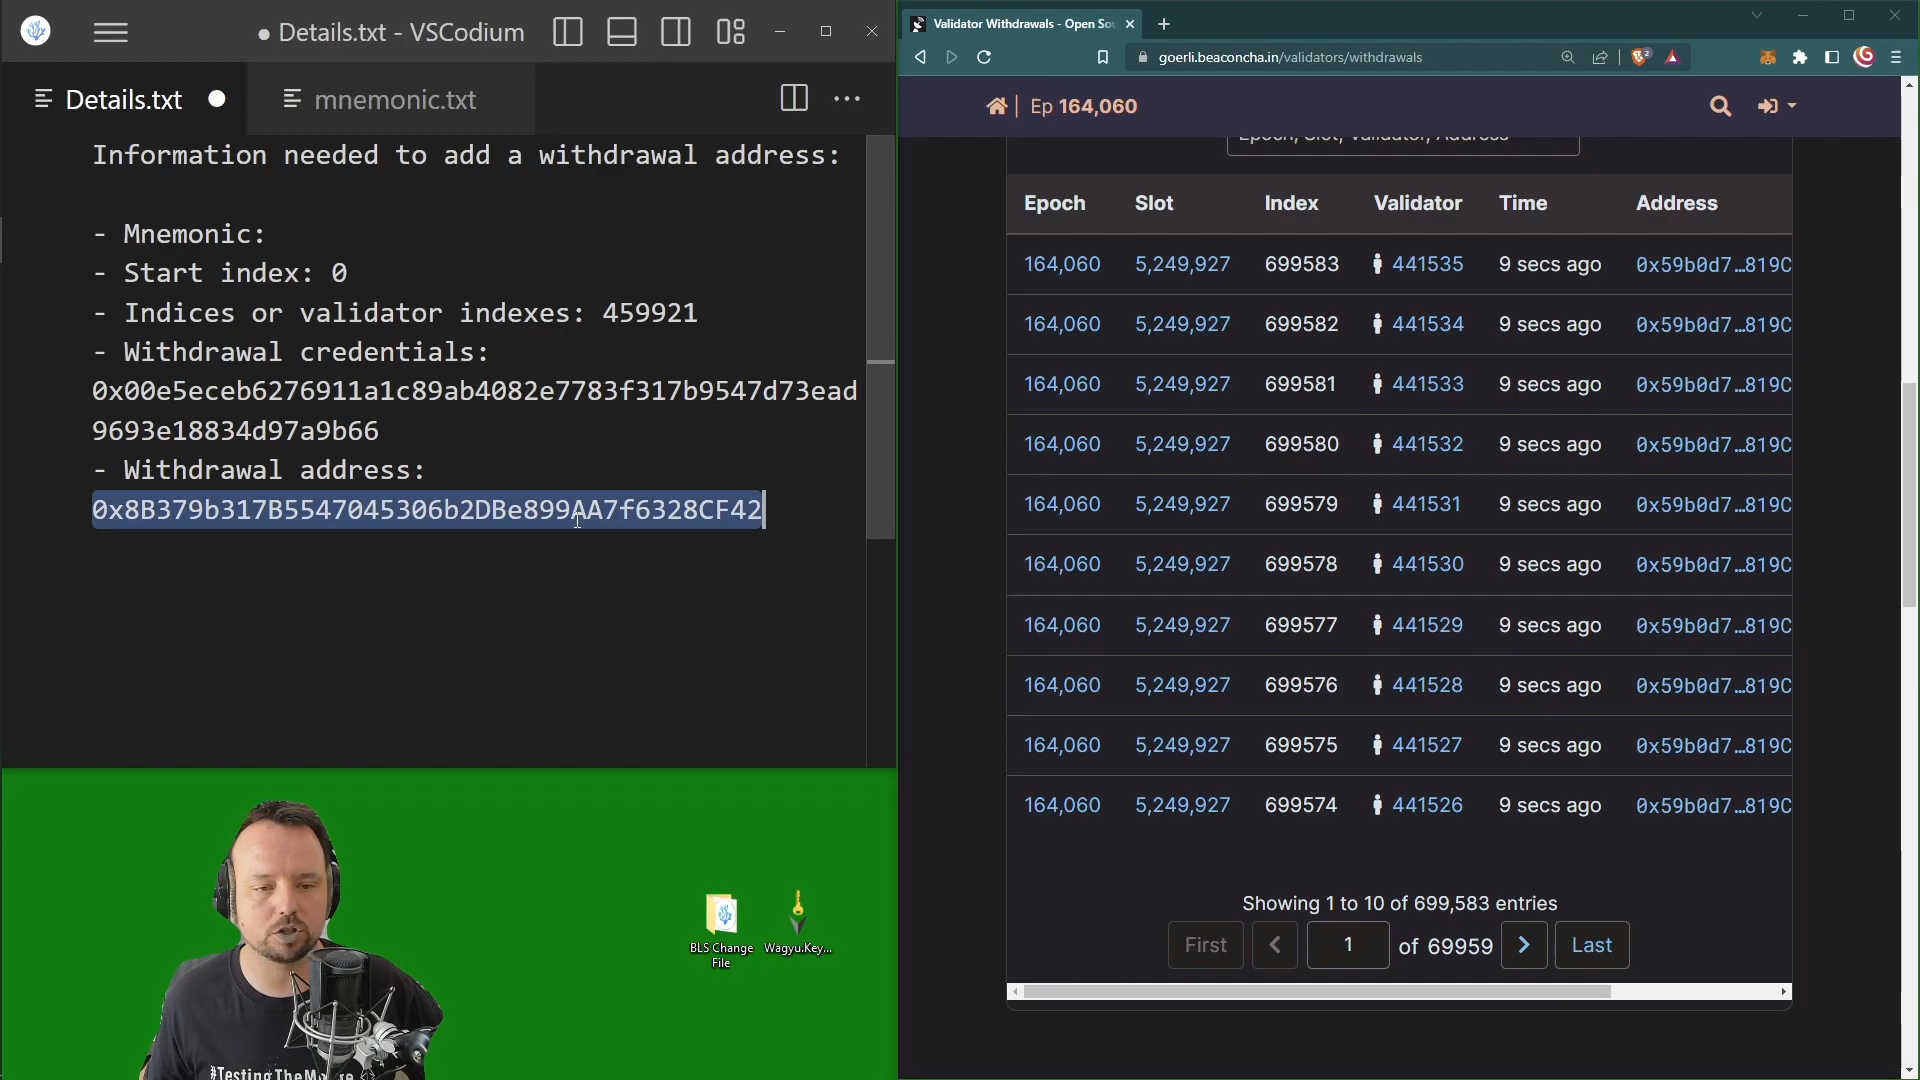 Details.txt - VSCodium
Details.txt
mnemonic.txt
Information needed to add a withdrawal address:
- Mnemonic:
- Start index: 0
- Indices or validator indexes: 459921
- Withdrawal credentials:
0x00e5eceb6276911a1c89ab4082e7783f317b9547d73ead
9693e18834d97a9b66
- Withdrawal address:
0x8B379b317B5547045306b2DBe899AA7f6328CF42
BLS Change
File
Wagyu.Key...
#TestingTheMe
Validator Withdrawals - Open So
goerli.beaconcha.in/validators/withdrawals
2
Ep 164,060
Epoch, Slot, Validator, Address
Epoch Slot Index Validator Time Address
164,060 5,249,927 699583 441535 9 secs ago 0x59b0d7…819C
164,060 5,249,927 699582 441534 9 secs ago 0x59b0d7…819C
164,060 5,249,927 699581 441533 9 secs ago 0x59b0d7…819C
164,060 5,249,927 699580 441532 9 secs ago 0x59b0d7…819C
164,060 5,249,927 699579 441531 9 secs ago 0x59b0d7…819C
164,060 5,249,927 699578 441530 9 secs ago 0x59b0d7…819C
164,060 5,249,927 699577 441529 9 secs ago 0x59b0d7…819C
164,060 5,249,927 699576 441528 9 secs ago 0x59b0d7…819C
164,060 5,249,927 699575 441527 9 secs ago 0x59b0d7…819C
164,060 5,249,927 699574 441526 9 secs ago 0x59b0d7…819C
Showing 1 to 10 of 699,583 entries
First 1 of 69959 Last